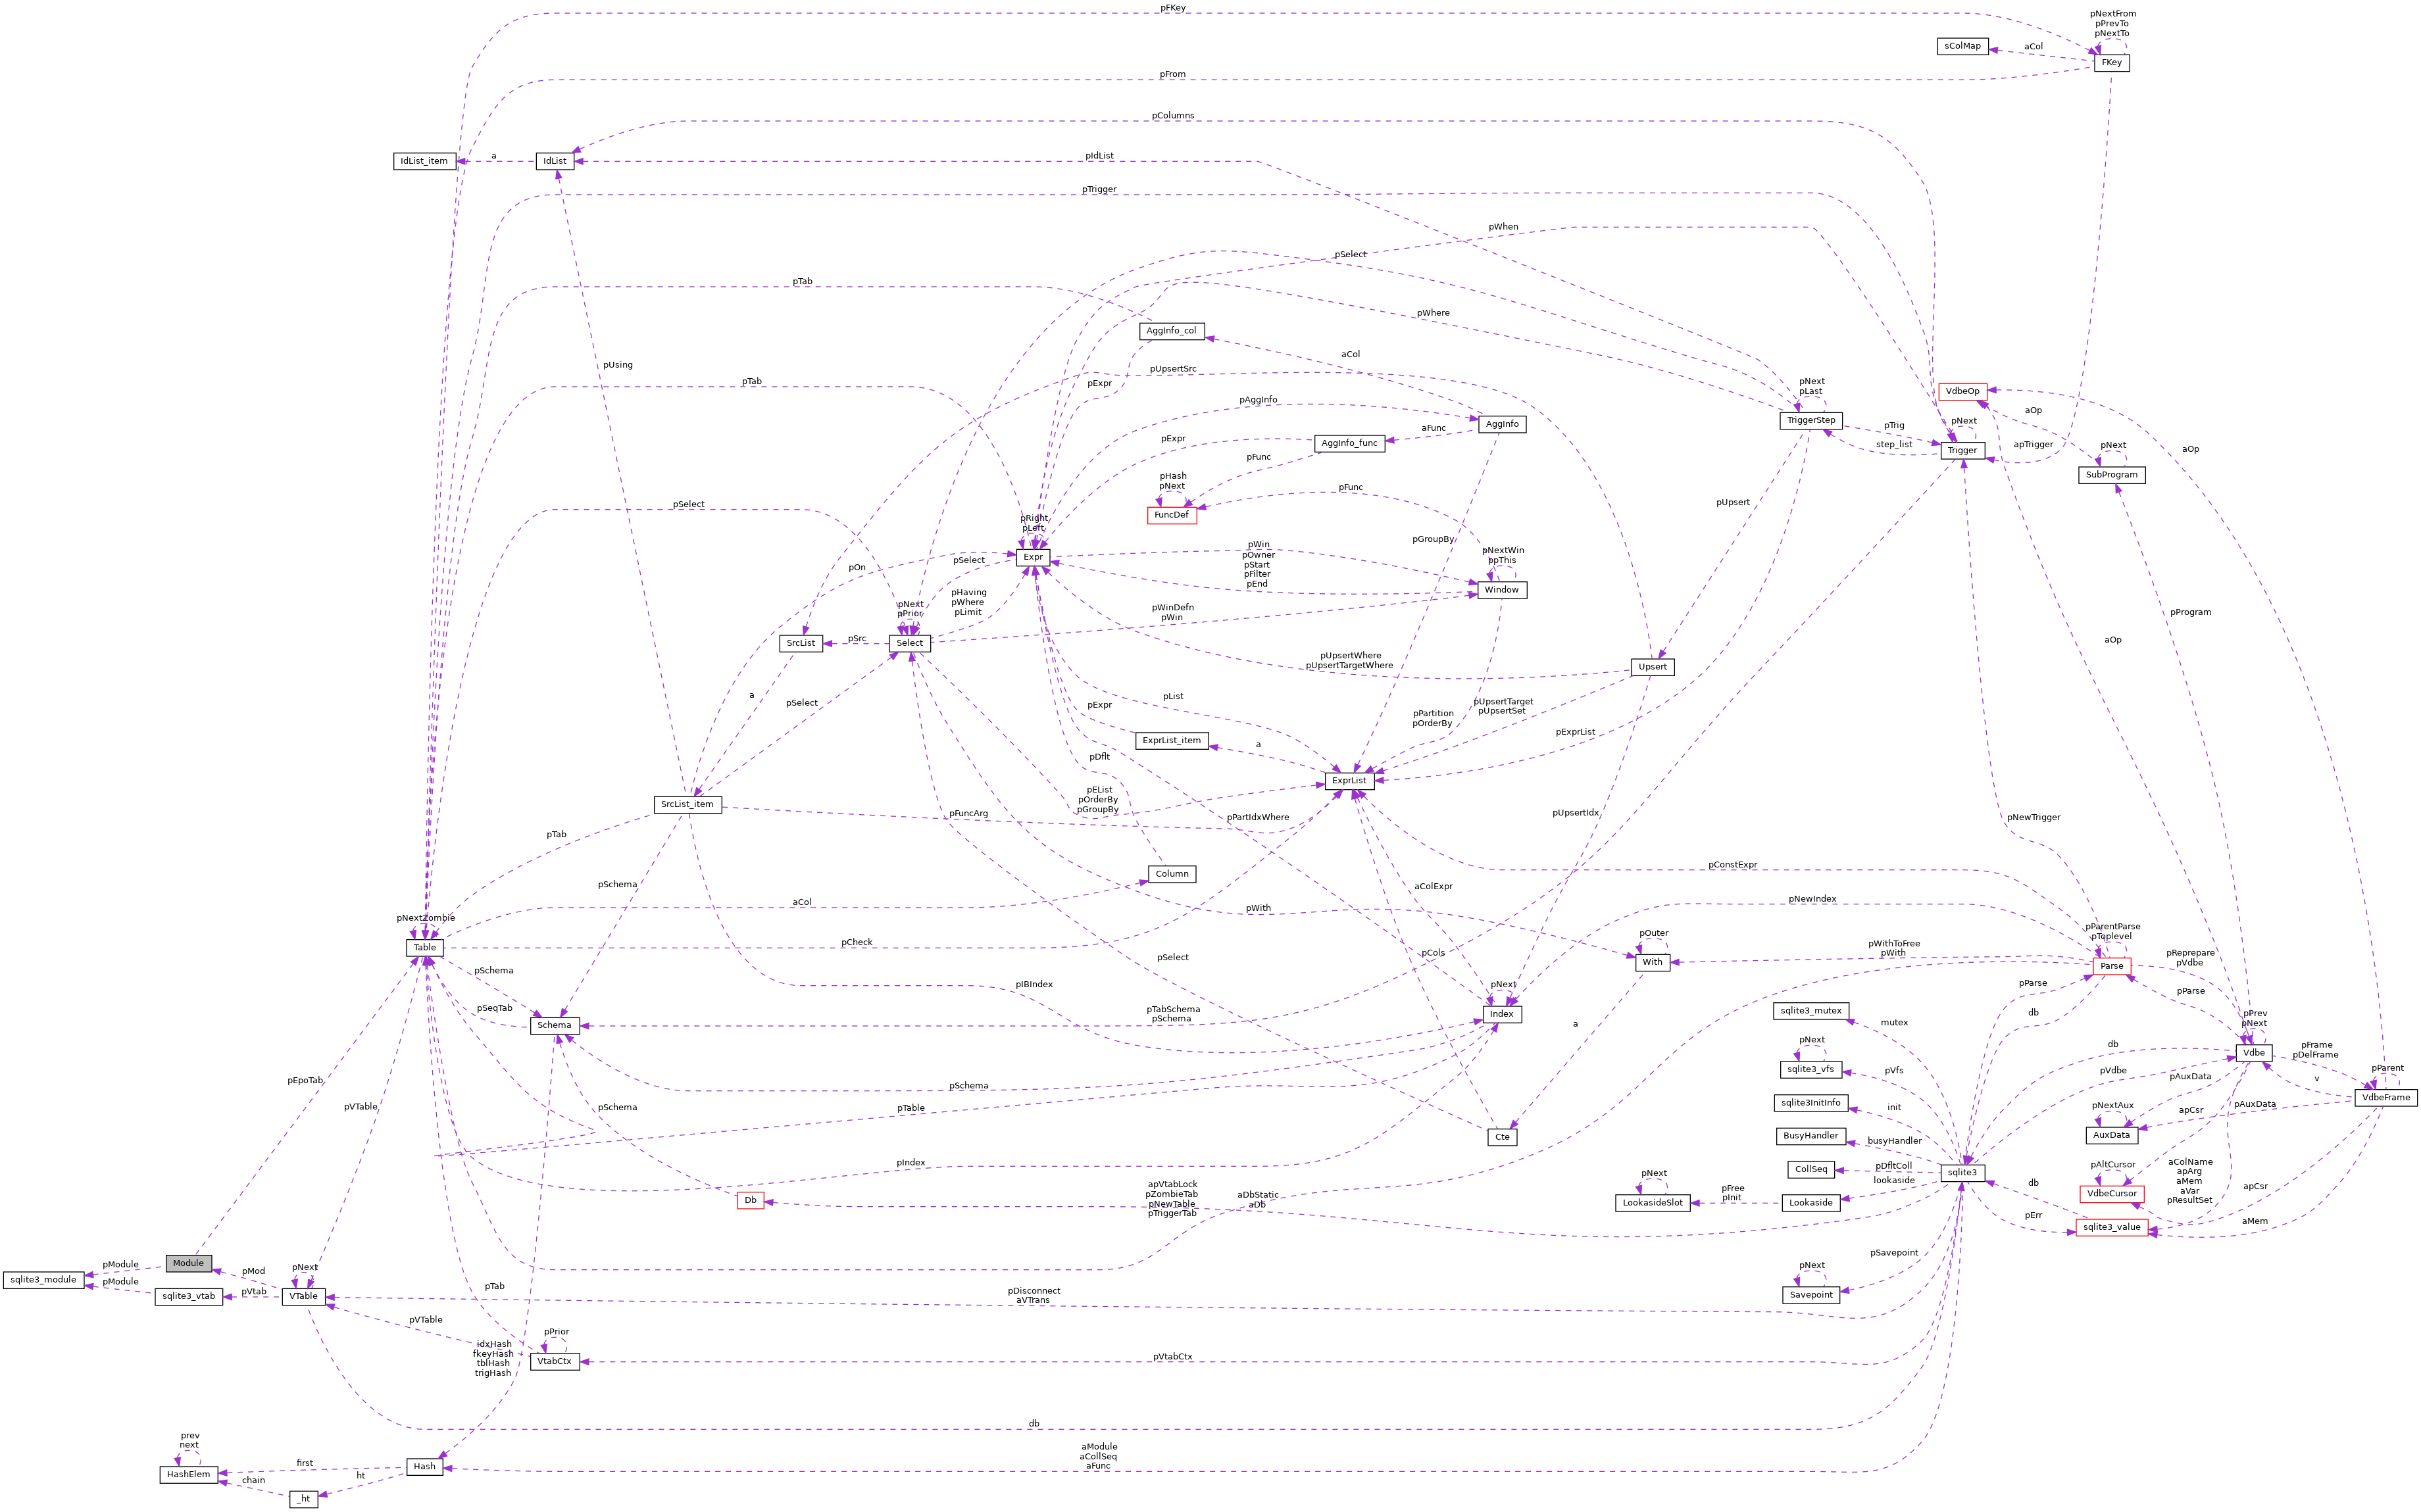 pFKey
pNextFrom
pPrevTo
pNextTo
sColMap
aCol
FKey
pFrom
pColumns
IdList_item
a
IdList
pIdList
pTrigger
pWhen
pSelect
pTab
pWhere
AggInfo_col
aCol
pUsing
pUpsertSrc
pTab
pExpr
pNext
pLast
VdbeOp
aOp
pAggInfo
TriggerStep
AggInfo
pTrig
pNext
aFunc
pExpr
AggInfo_func
step_list
apTrigger
pNext
aOp
Trigger
pFunc
SubProgram
pHash
pNext
pFunc
pSelect
FuncDef
pUpsert
pRight
pLeft
pGroupBy
pWin
pNextWin
ppThis
Expr
pOwner
pStart
pFilter
pEnd
pOn
pSelect
Window
pHaving
pWhere
pLimit
pNext
pPrior
pWinDefn
pWin
pProgram
SrcList
pSrc
Select
aOp
pUpsertWhere
pUpsertTargetWhere
Upsert
a
pSelect
pList
pExpr
pPartition
pOrderBy
pUpsertTarget
pUpsertSet
pExprList
ExprList_item
a
pDflt
ExprList
pEList
pOrderBy
pGroupBy
SrcList_item
pFuncArg
pPartIdxWhere
pUpsertIdx
pNewTrigger
pTab
pConstExpr
Column
pSchema
aColExpr
aCol
pWith
pNewIndex
pNextZombie
Table
pCheck
pOuter
pParentParse
pToplevel
pWithToFree
pWith
pReprepare
pVdbe
pCols
pSelect
With
Parse
pSchema
pIBIndex
pNext
pParse
pParse
pSeqTab
Schema
pTabSchema
pSchema
Index
a
sqlite3_mutex
mutex
db
pPrev
pNext
pNext
db
Vdbe
pFrame
pDelFrame
sqlite3_vfs
pVfs
pVdbe
pAuxData
v
pParent
pEpoTab
pSchema
VdbeFrame
sqlite3InitInfo
init
pNextAux
apCsr
pAuxData
pVTable
pSchema
pTable
Cte
BusyHandler
busyHandler
AuxData
pIndex
CollSeq
pDfltColl
sqlite3
pAltCursor
aColName
apArg
aMem
aVar
pResultSet
pNext
lookaside
db
apCsr
apVtabLock
pZombieTab
pNewTable
pTriggerTab
Db
aDbStatic
aDb
LookasideSlot
pFree
pInit
Lookaside
VdbeCursor
pErr
sqlite3_value
aMem
pSavepoint
Module
pModule
pMod
pNext
pNext
sqlite3_module
pModule
sqlite3_vtab
pVtab
VTable
pTab
pDisconnect
aVTrans
Savepoint
pVTable
pPrior
idxHash
fkeyHash
tblHash
trigHash
VtabCtx
pVtabCtx
db
prev
next
aModule
aCollSeq
aFunc
HashElem
first
Hash
chain
ht
_ht